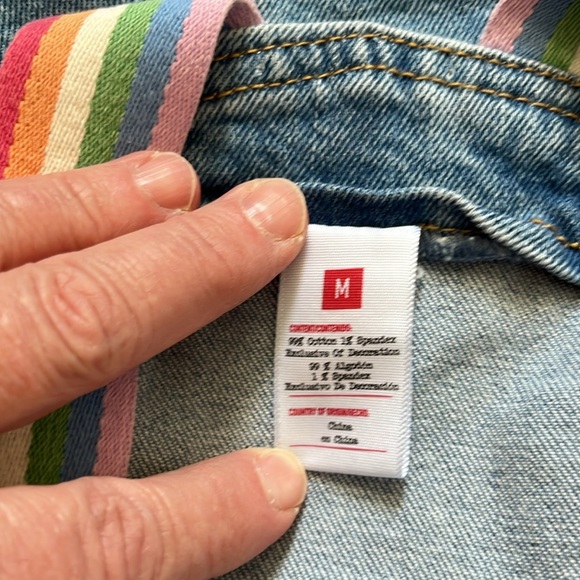 M
CONTENT/CONTENIDO:
99% Cotton 1% Spandex
Exclusive Of Decoration
99 % Algodón
1 % Spandex
Exclusivo De Decoración
COUNTRY OF ORIGIN/HECHO:
China
en China